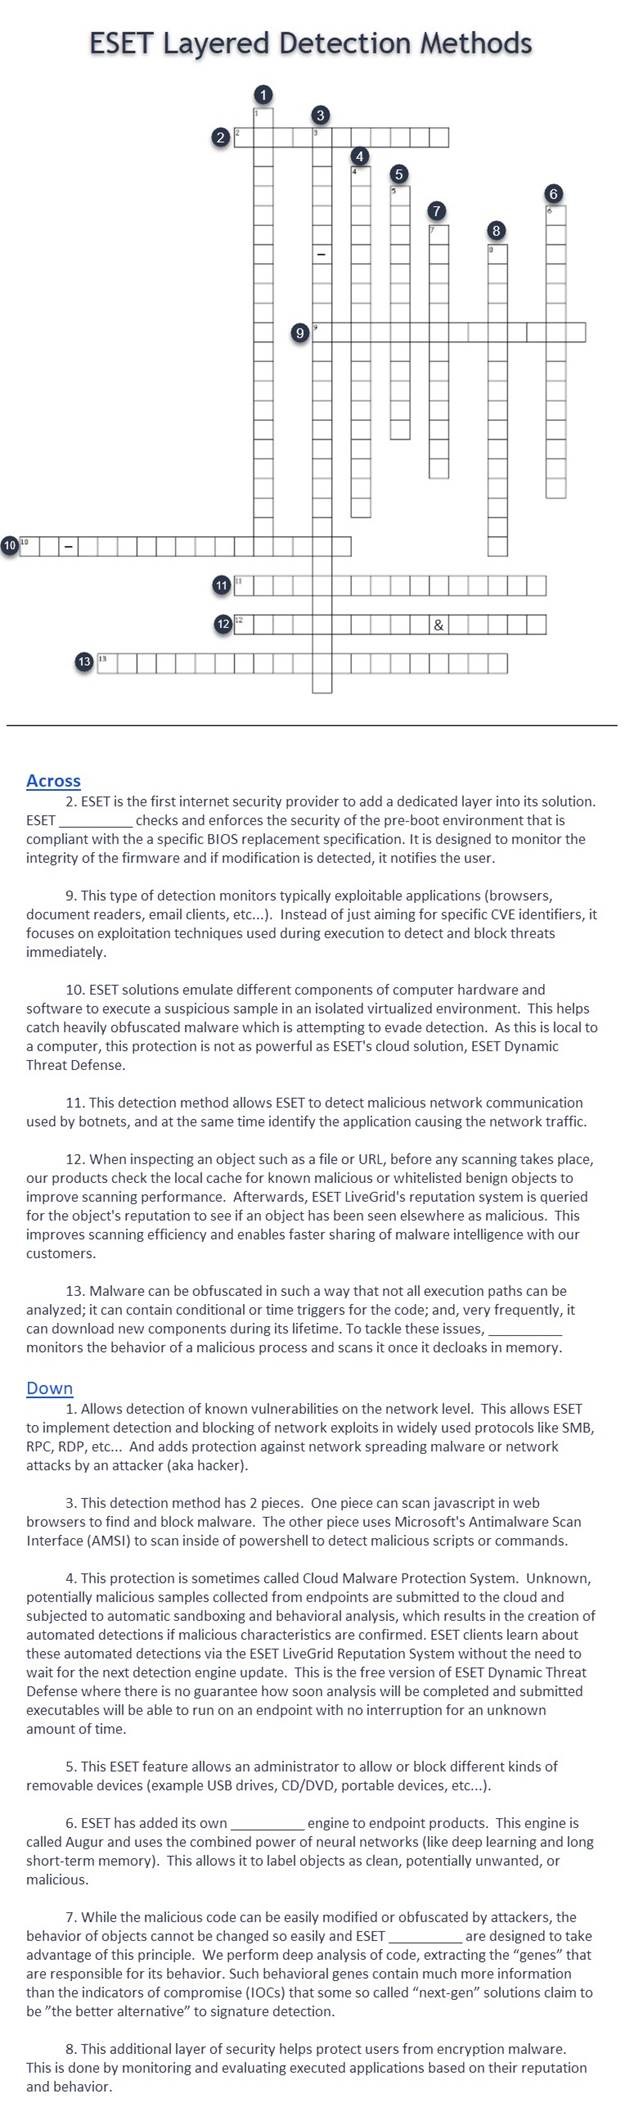 ESET Layered Detection Methods
1
1
3
2
2
3
4
4
5
5
6
6
7
7
8
8
–
9
9
10
10
–
11
11
12
12
&
13
13
Across
2. ESET is the first internet security provider to add a dedicated layer into its solution.
ESET __________ checks and enforces the security of the pre-boot environment that is
compliant with the a specific BIOS replacement specification. It is designed to monitor the
integrity of the firmware and if modification is detected, it notifies the user.
9. This type of detection monitors typically exploitable applications (browsers,
document readers, email clients, etc...).  Instead of just aiming for specific CVE identifiers, it
focuses on exploitation techniques used during execution to detect and block threats
immediately.
10. ESET solutions emulate different components of computer hardware and
software to execute a suspicious sample in an isolated virtualized environment.  This helps
catch heavily obfuscated malware which is attempting to evade detection.  As this is local to
a computer, this protection is not as powerful as ESET's cloud solution, ESET Dynamic
Threat Defense.
11. This detection method allows ESET to detect malicious network communication
used by botnets, and at the same time identify the application causing the network traffic.
12. When inspecting an object such as a file or URL, before any scanning takes place,
our products check the local cache for known malicious or whitelisted benign objects to
improve scanning performance.  Afterwards, ESET LiveGrid's reputation system is queried
for the object's reputation to see if an object has been seen elsewhere as malicious.  This
improves scanning efficiency and enables faster sharing of malware intelligence with our
customers.
13. Malware can be obfuscated in such a way that not all execution paths can be
analyzed; it can contain conditional or time triggers for the code; and, very frequently, it
can download new components during its lifetime. To tackle these issues, __________
monitors the behavior of a malicious process and scans it once it decloaks in memory.
Down
1. Allows detection of known vulnerabilities on the network level.  This allows ESET
to implement detection and blocking of network exploits in widely used protocols like SMB,
RPC, RDP, etc...  And adds protection against network spreading malware or network
attacks by an attacker (aka hacker).
3. This detection method has 2 pieces.  One piece can scan javascript in web
browsers to find and block malware.  The other piece uses Microsoft's Antimalware Scan
Interface (AMSI) to scan inside of powershell to detect malicious scripts or commands.
4. This protection is sometimes called Cloud Malware Protection System.  Unknown,
potentially malicious samples collected from endpoints are submitted to the cloud and
subjected to automatic sandboxing and behavioral analysis, which results in the creation of
automated detections if malicious characteristics are confirmed. ESET clients learn about
these automated detections via the ESET LiveGrid Reputation System without the need to
wait for the next detection engine update.  This is the free version of ESET Dynamic Threat
Defense where there is no guarantee how soon analysis will be completed and submitted
executables will be able to run on an endpoint with no interruption for an unknown
amount of time.
5. This ESET feature allows an administrator to allow or block different kinds of
removable devices (example USB drives, CD/DVD, portable devices, etc...).
6. ESET has added its own __________ engine to endpoint products.  This engine is
called Augur and uses the combined power of neural networks (like deep learning and long
short-term memory).  This allows it to label objects as clean, potentially unwanted, or
malicious.
7. While the malicious code can be easily modified or obfuscated by attackers, the
behavior of objects cannot be changed so easily and ESET __________ are designed to take
advantage of this principle.  We perform deep analysis of code, extracting the “genes” that
are responsible for its behavior. Such behavioral genes contain much more information
than the indicators of compromise (IOCs) that some so called “next-gen” solutions claim to
be ”the better alternative” to signature detection.
8. This additional layer of security helps protect users from encryption malware.
This is done by monitoring and evaluating executed applications based on their reputation
and behavior.